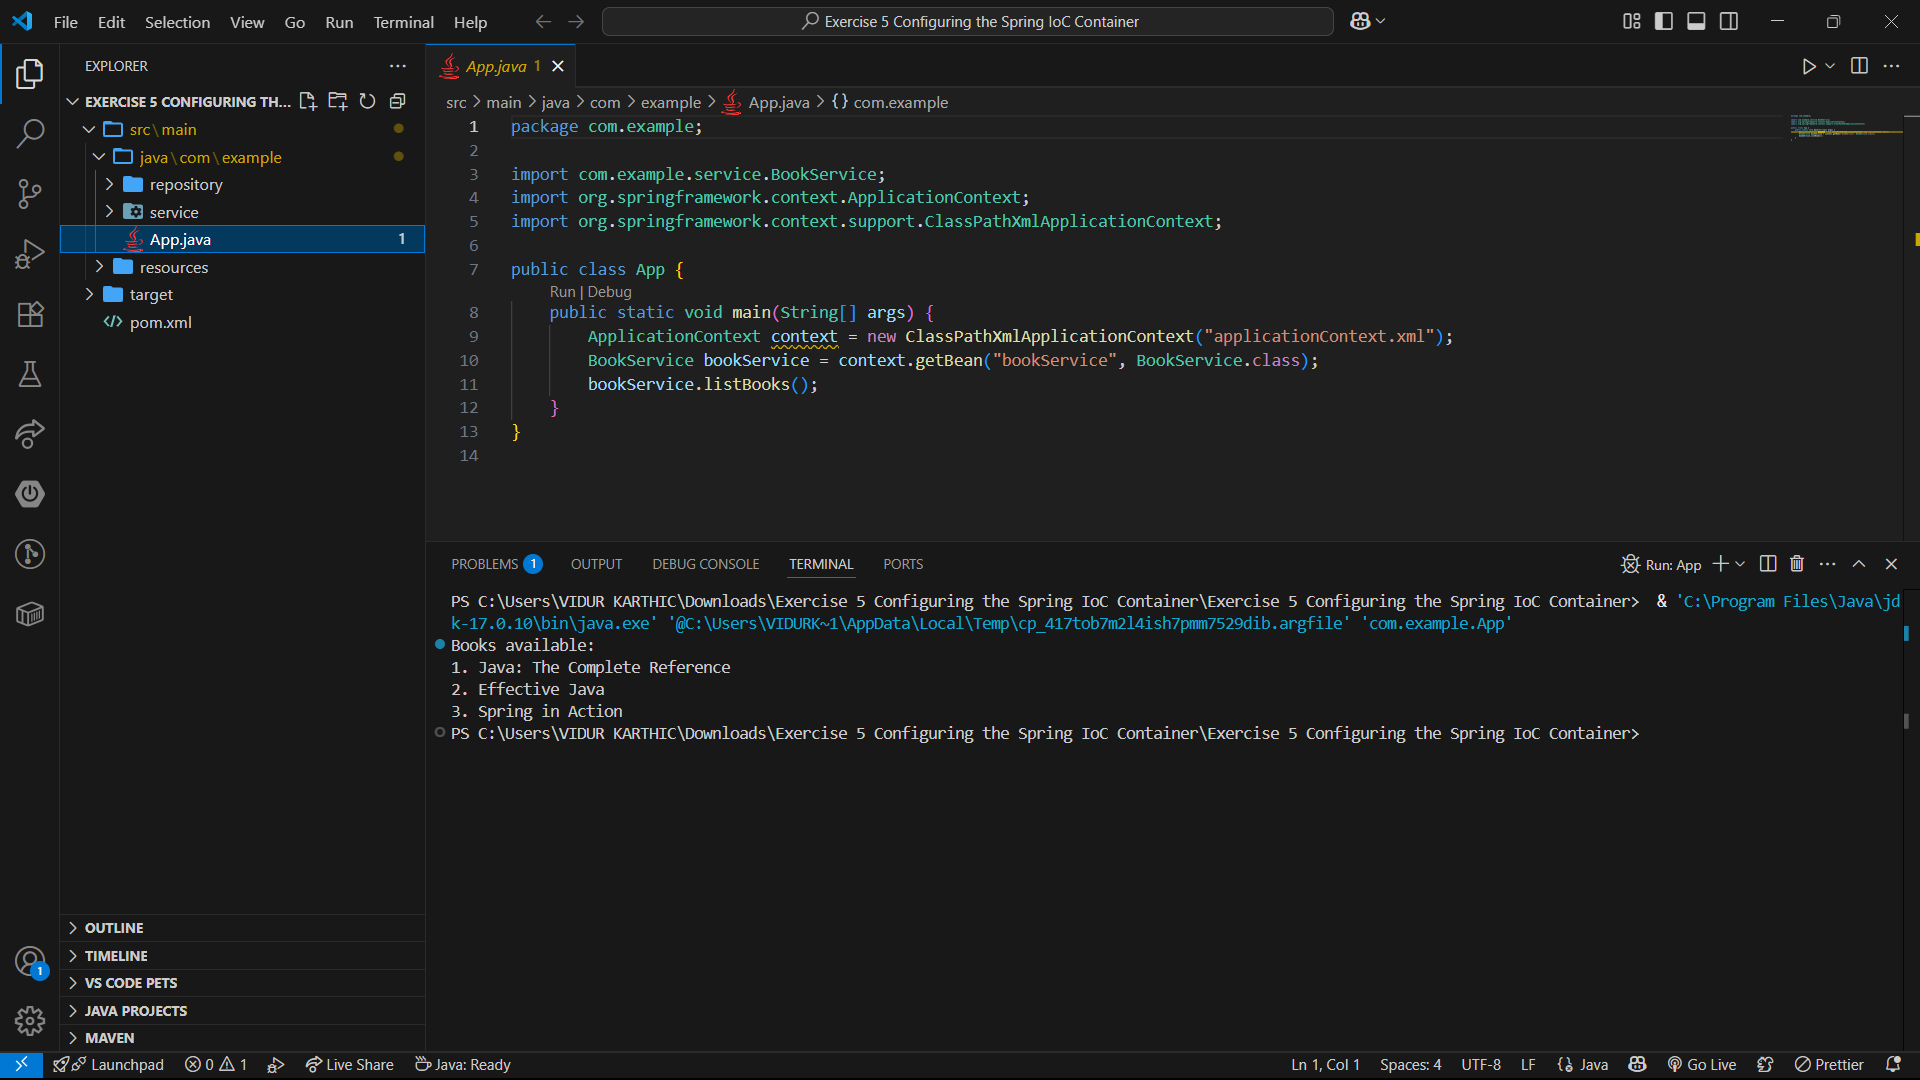 File Edit Selection View Go Run Terminal Help
Exercise 5 Configuring the Spring IoC Container
EXPLORER
EXERCISE 5 CONFIGURING TH...
src\main
java\com\example
repository
service
App.java 1
resources
target
pom.xml
OUTLINE
TIMELINE
VS CODE PETS
JAVA PROJECTS
MAVEN
App.java 1
src > main > java > com > example > App.java > {} com.example
1 package com.example;
2
3 import com.example.service.BookService;
4 import org.springframework.context.ApplicationContext;
5 import org.springframework.context.support.ClassPathXmlApplicationContext;
6
7 public class App {
Run | Debug
8 public static void main(String[] args) {
9 ApplicationContext context = new ClassPathXmlApplicationContext("applicationContext.xml");
10 BookService bookService = context.getBean("bookService", BookService.class);
11 bookService.listBooks();
12 }
13 }
14
PROBLEMS 1 OUTPUT DEBUG CONSOLE TERMINAL PORTS
Run: App
PS C:\Users\VIDUR KARTHIC\Downloads\Exercise 5 Configuring the Spring IoC Container\Exercise 5 Configuring the Spring IoC Container> & 'C:\Program Files\Java\jd
k-17.0.10\bin\java.exe' '@C:\Users\VIDURK~1\AppData\Local\Temp\cp_417tob7m2l4ish7pmm7529dib.argfile' 'com.example.App'
Books available:
1. Java: The Complete Reference
2. Effective Java
3. Spring in Action
PS C:\Users\VIDUR KARTHIC\Downloads\Exercise 5 Configuring the Spring IoC Container\Exercise 5 Configuring the Spring IoC Container>
1
Launchpad 0 1 Live Share Java: Ready Ln 1, Col 1 Spaces: 4 UTF-8 LF {} Java Go Live Prettier